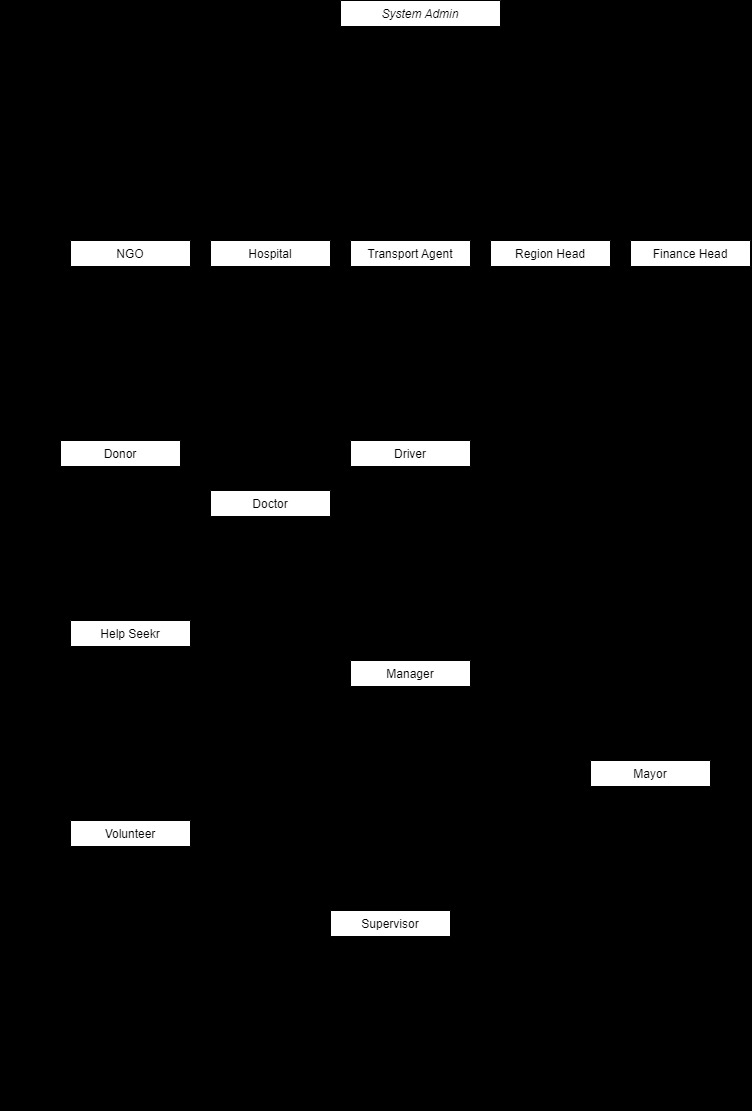 System Admin
NGO
Hospital
Transport Agent
Region Head
Finance Head
Donor
Driver
Doctor
Help Seekr
Manager
Mayor
Volunteer
Supervisor